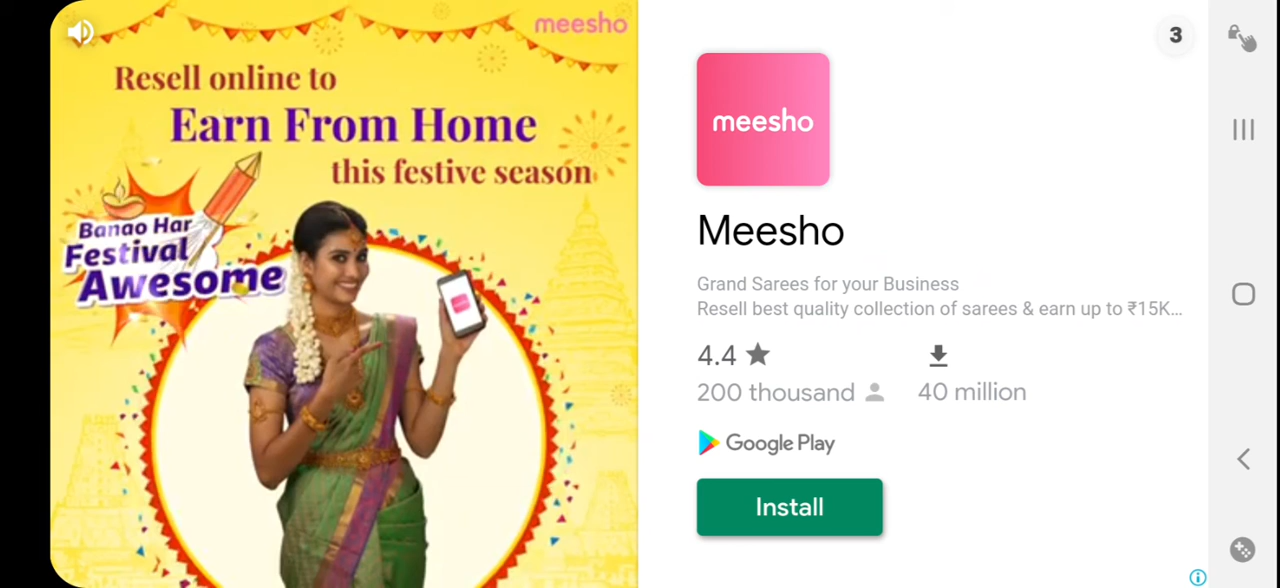 meesho
Resell online to
Earn From Home
this festive season
Banao Har
Festival
Awesome
3
meesho
Meesho
Grand Sarees for your Business
Resell best quality collection of sarees & earn up to ₹15K...
4.4
200 thousand
40 million
Google Play
Install